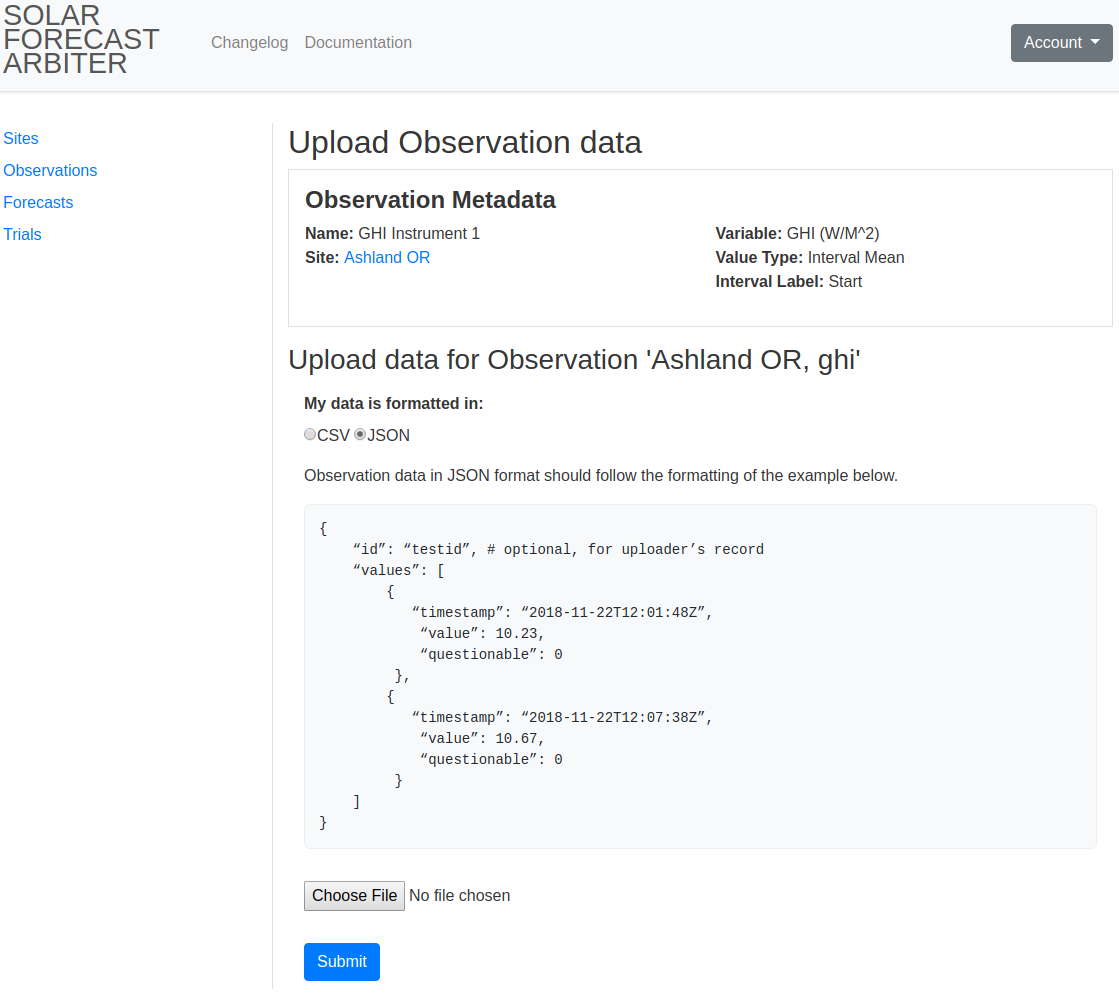 SOLAR
FORECAST
ARBITER
Changelog Documentation
Account
Sites
Observations
Forecasts
Trials
Upload Observation data
Observation Metadata
Name: GHI Instrument 1
Site: Ashland OR
Variable: GHI (W/M^2)
Value Type: Interval Mean
Interval Label: Start
Upload data for Observation 'Ashland OR, ghi'
My data is formatted in:
CSV JSON
Observation data in JSON format should follow the formatting of the example below.
{
    “id”: “testid”, # optional, for uploader’s record
    “values”: [
        {
           “timestamp”: “2018-11-22T12:01:48Z”,
            “value”: 10.23,
            “questionable”: 0
         },
        {
           “timestamp”: “2018-11-22T12:07:38Z”,
            “value”: 10.67,
            “questionable”: 0
         }
    ]
}
Choose File No file chosen
Submit